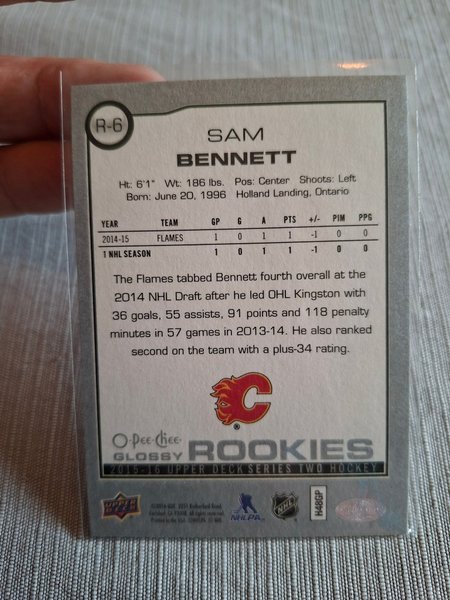 R-6
SAM
BENNETT
Ht: 6'1" Wt: 186 lbs. Pos: Center Shoots: Left
Born: June 20, 1996 Holland Landing, Ontario
YEAR TEAM GP G A PTS +/- PIM PPG
2014-15 FLAMES 1 0 1 1 -1 0 0
1 NHL SEASON 1 0 1 1 -1 0 0
The Flames tabbed Bennett fourth overall at the
2014 NHL Draft after he led OHL Kingston with
36 goals, 55 assists, 91 points and 118 penalty
minutes in 57 games in 2013-14. He also ranked
second on the team with a plus-34 rating.
C
O-Pee-Chee
GLOSSY ROOKIES
2015-16 UPPER DECK SERIES TWO HOCKEY
UPPER DECK
NHLPA
NHL
H48GP